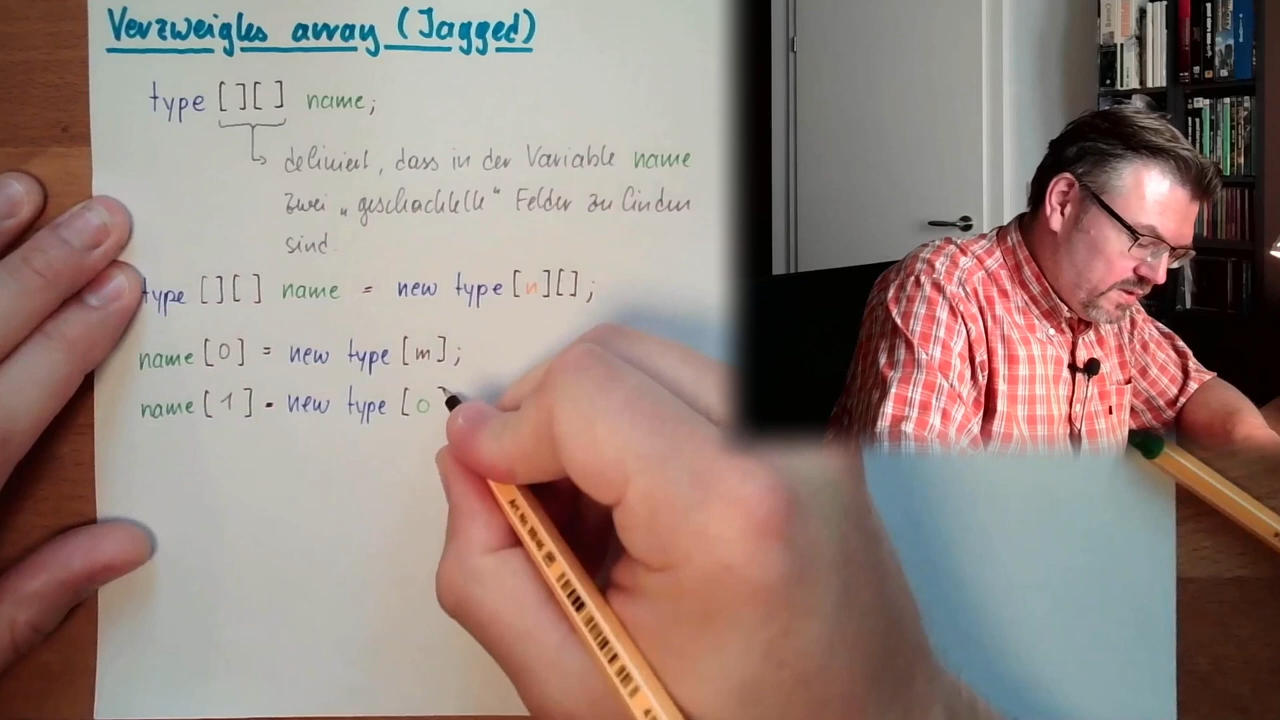 Verzweigtes array (Jagged)
type [][] name;
definiert, dass in der Variable name
zwei „geschachtelte“ Felder zu finden
sind.
type [][] name = new type[n][];
name [0] = new type [m];
name [1] = new type [o]